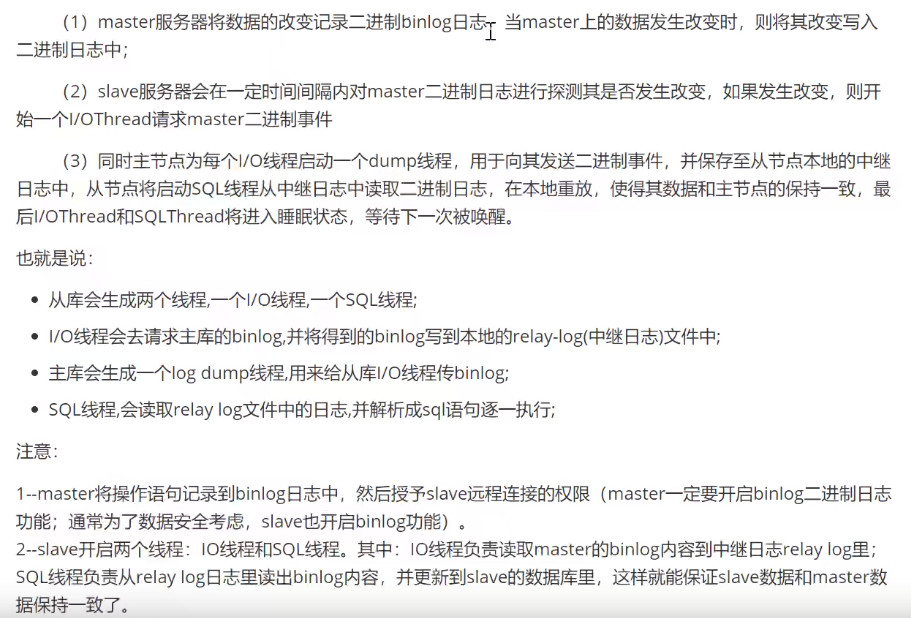 （1）master服务器将数据的改变记录二进制binlog日志，当master上的数据发生改变时，则将其改变写入
二进制日志中；
（2）slave服务器会在一定时间间隔内对master二进制日志进行探测其是否发生改变，如果发生改变，则开
始一个I/OThread请求master二进制事件
（3）同时主节点为每个I/O线程启动一个dump线程，用于向其发送二进制事件，并保存至从节点本地的中继
日志中，从节点将启动SQL线程从中继日志中读取二进制日志，在本地重放，使得其数据和主节点的保持一致，最
后I/OThread和SQLThread将进入睡眠状态，等待下一次被唤醒。
也就是说：
• 从库会生成两个线程,一个I/O线程,一个SQL线程;
• I/O线程会去请求主库的binlog,并将得到的binlog写到本地的relay-log(中继日志)文件中;
• 主库会生成一个log dump线程,用来给从库I/O线程传binlog;
• SQL线程,会读取relay log文件中的日志,并解析成sql语句逐一执行;
注意：
1--master将操作语句记录到binlog日志中，然后授予slave远程连接的权限（master一定要开启binlog二进制日志
功能；通常为了数据安全考虑，slave也开启binlog功能）。
2--slave开启两个线程：IO线程和SQL线程。其中：IO线程负责读取master的binlog内容到中继日志relay log里；
SQL线程负责从relay log日志里读出binlog内容，并更新到slave的数据库里，这样就能保证slave数据和master数
据保持一致了。